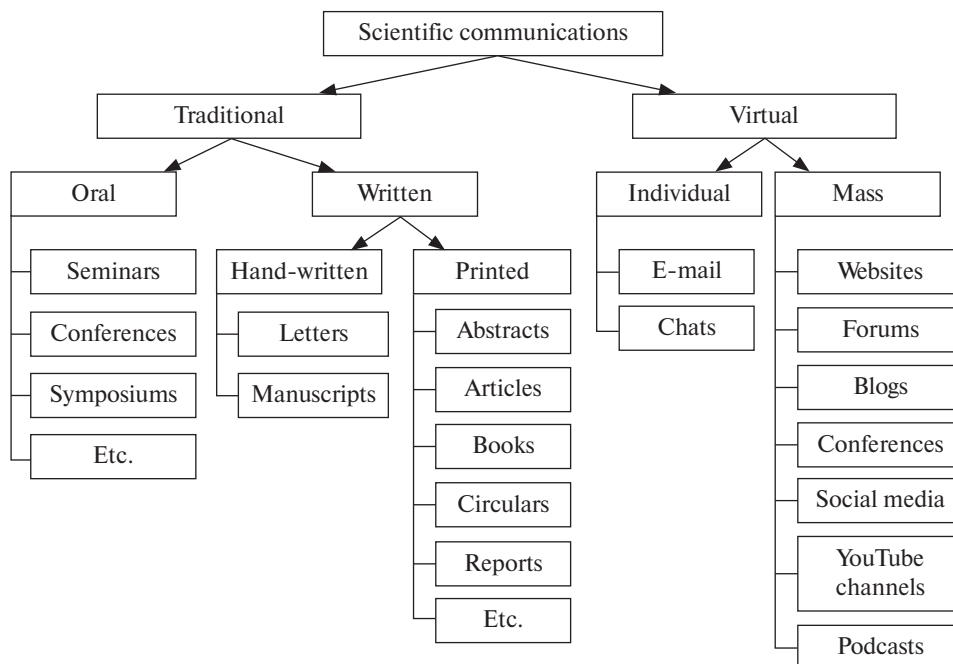 Scientific communications
Traditional
Virtual
Oral
Written
Individual
Mass
Seminars
Conferences
Symposiums
Etc.
Hand-written
Letters
Manuscripts
Printed
Abstracts
Articles
Books
Circulars
Reports
Etc.
E-mail
Chats
Websites
Forums
Blogs
Conferences
Social media
YouTube
channels
Podcasts